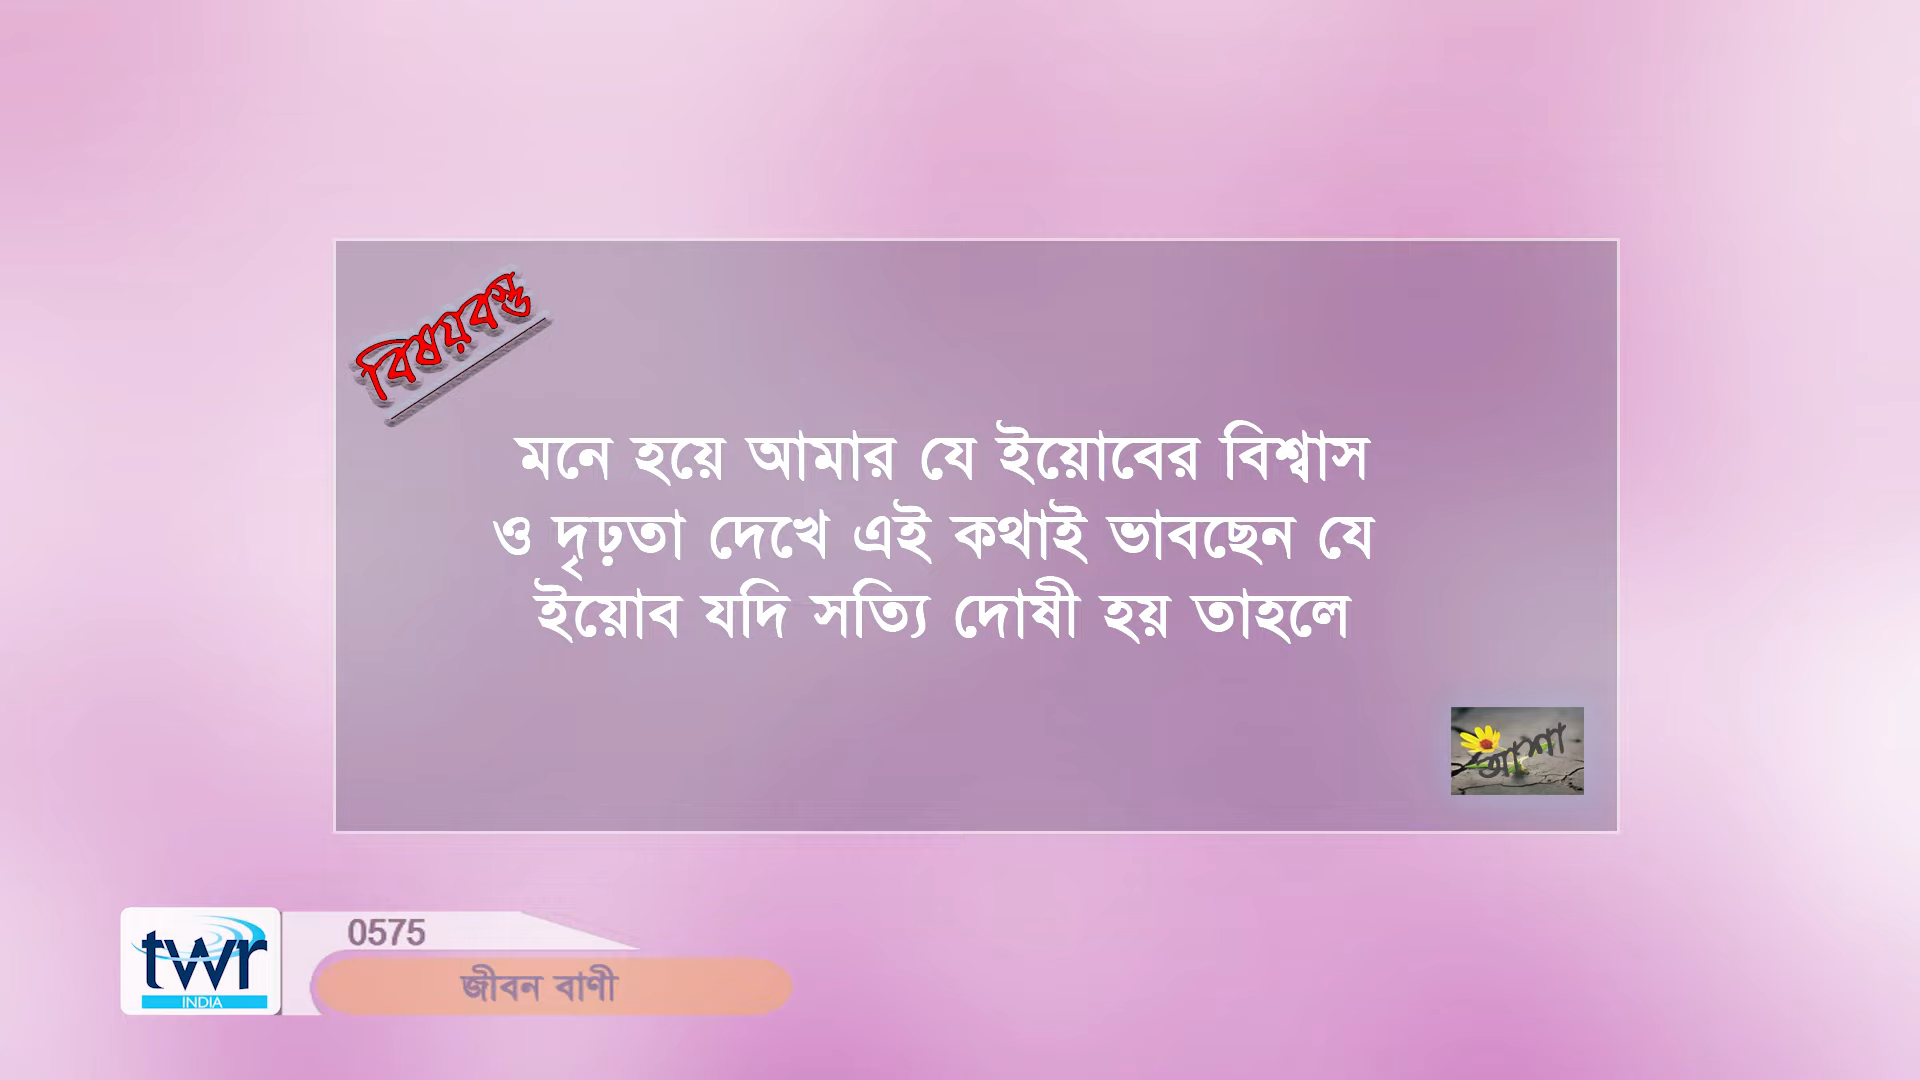 বিষয়বস্তু
মনে হয়ে আমার যে ইয়োবের বিশ্বাস
ও দৃঢ়তা দেখে এই কথাই ভাবছেন যে
ইয়োব যদি সত্যি দোষী হয় তাহলে
আশা
twr
INDIA
0575
জীবন বাণী